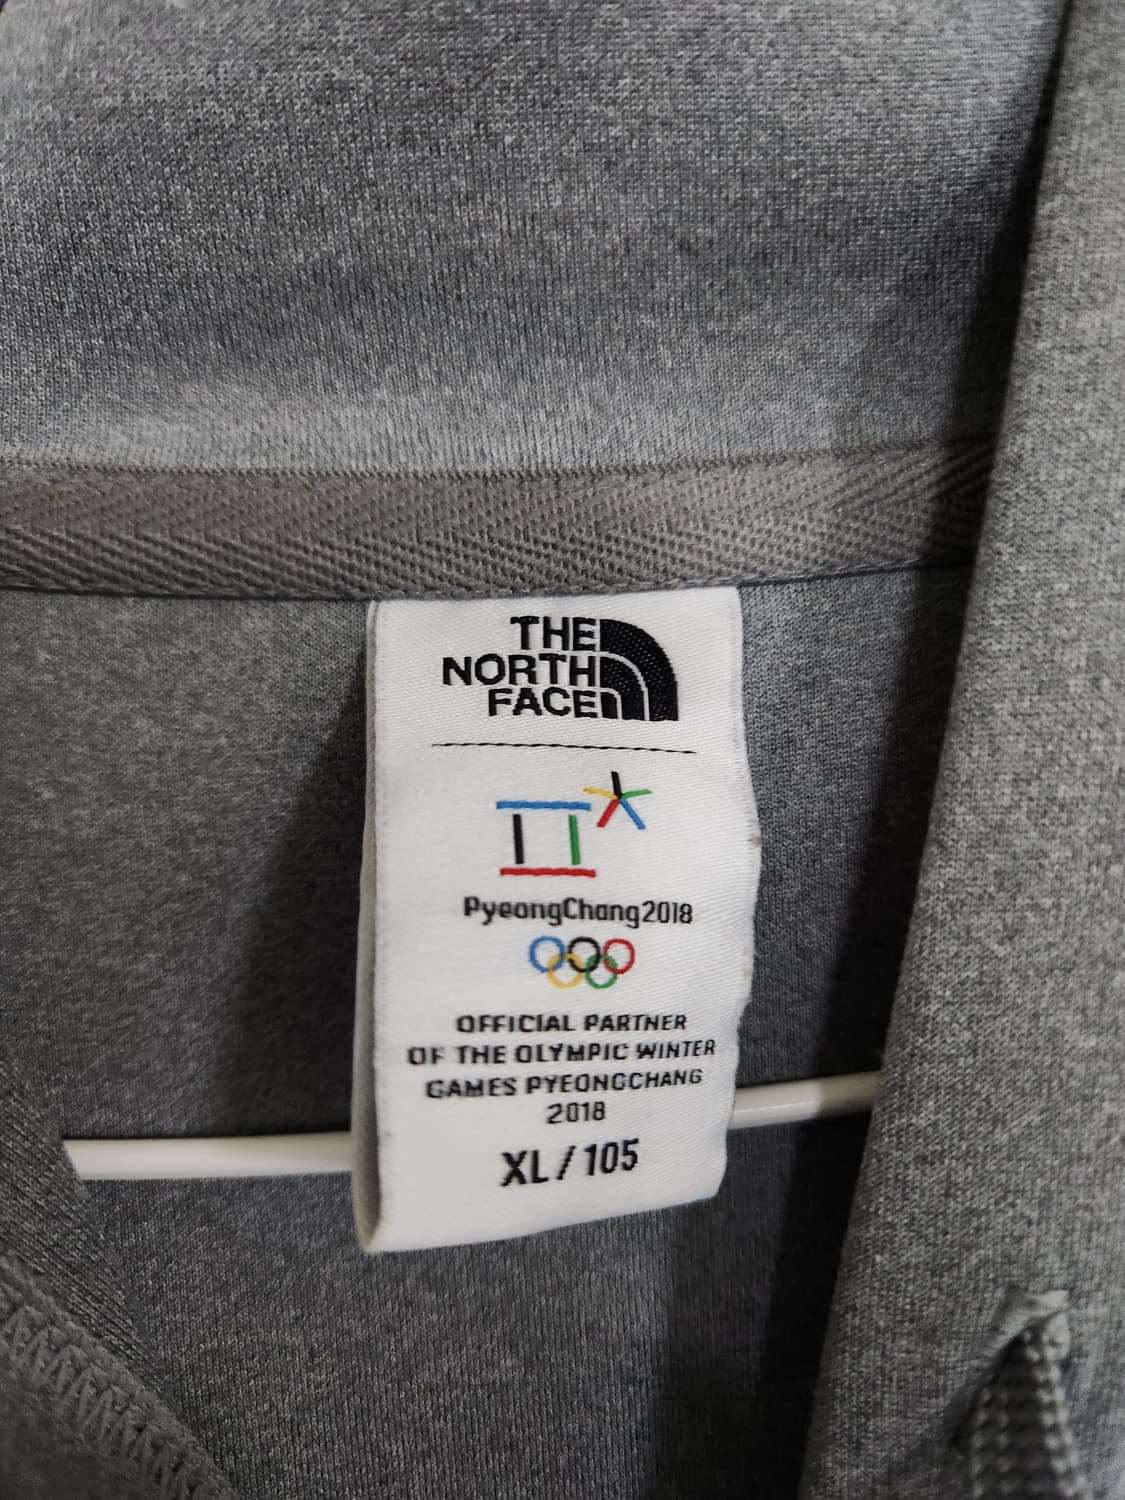 THE
NORTH
FACE
PyeongChang2018
OFFICIAL PARTNER
OF THE OLYMPIC WINTER
GAMES PYEONGCHANG
2018
XL / 105